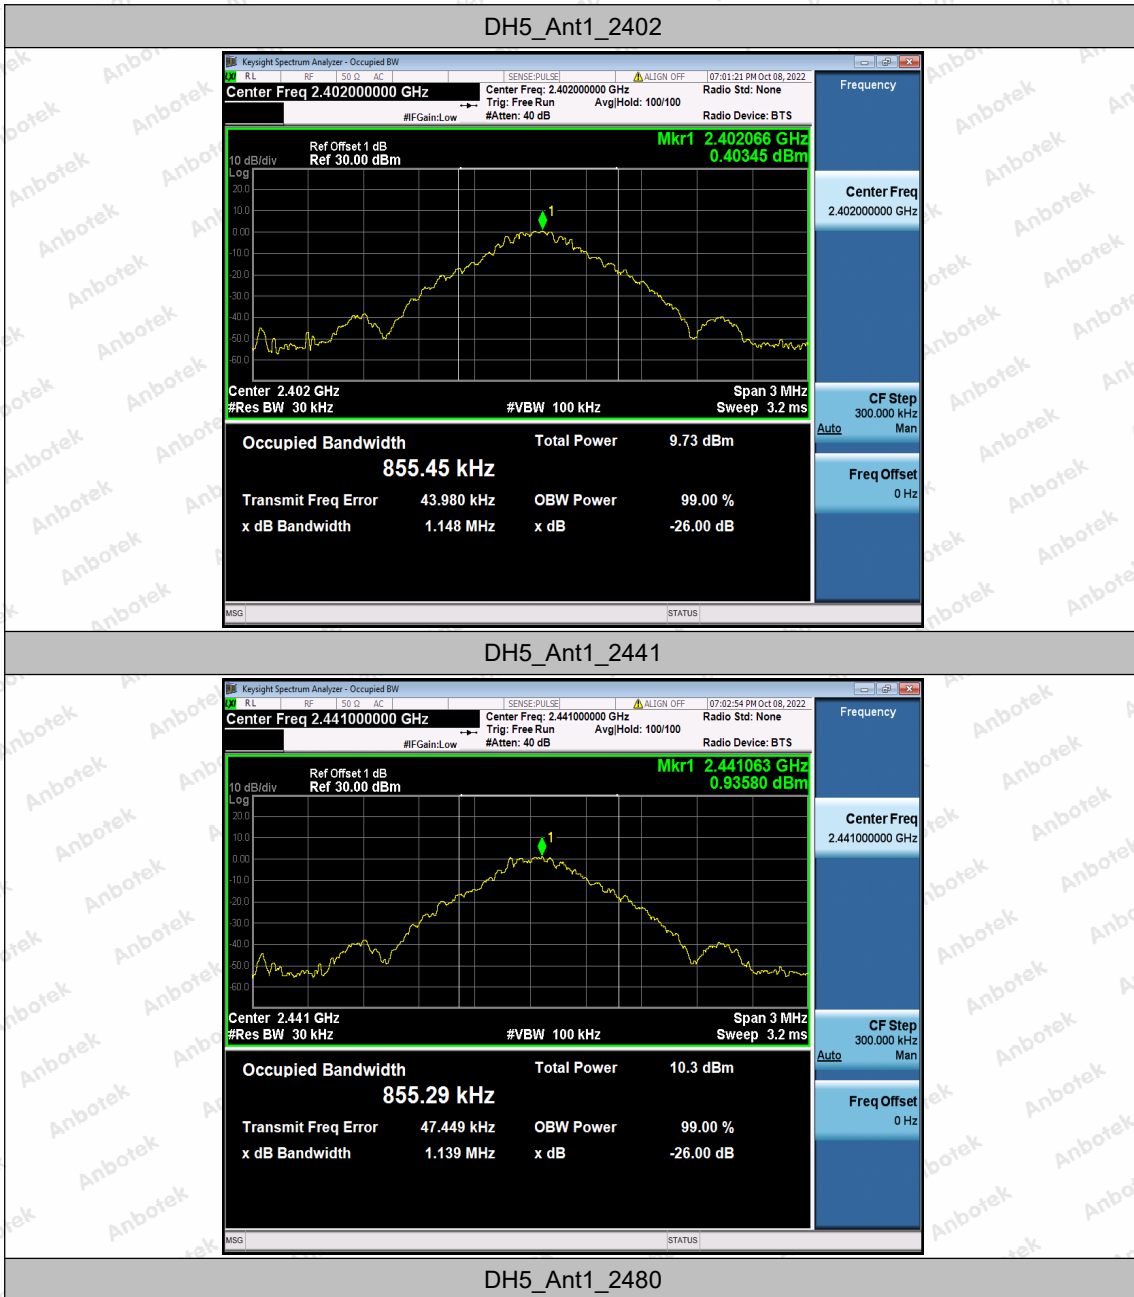 DH5_Ant1_2402
Keysight Spectrum Analyzer - Occupied BW
LXI RL RF 50 Ω AC SENSE:PULSE ALIGN OFF 07:01:21 PM Oct 08, 2022
Center Freq 2.402000000 GHz
Center Freq: 2.402000000 GHz Radio Std: None
Trig: Free Run Avg|Hold: 100/100
#IFGain:Low #Atten: 40 dB Radio Device: BTS
Frequency
Mkr1 2.402066 GHz
0.40345 dBm
Ref Offset 1 dB
10 dB/div Ref 30.00 dBm
Log
20.0
10.0
0.00
-10.0
-20.0
-30.0
-40.0
-50.0
-60.0
1
Center 2.402 GHz Span 3 MHz
#Res BW 30 kHz #VBW 100 kHz Sweep 3.2 ms
Center Freq
2.402000000 GHz
CF Step
300.000 kHz
Auto Man
Freq Offset
0 Hz
Occupied Bandwidth Total Power 9.73 dBm
855.45 kHz
Transmit Freq Error 43.980 kHz OBW Power 99.00 %
x dB Bandwidth 1.148 MHz x dB -26.00 dB
MSG STATUS
DH5_Ant1_2441
Keysight Spectrum Analyzer - Occupied BW
LXI RL RF 50 Ω AC SENSE:PULSE ALIGN OFF 07:02:54 PM Oct 08, 2022
Center Freq 2.441000000 GHz
Center Freq: 2.441000000 GHz Radio Std: None
Trig: Free Run Avg|Hold: 100/100
#IFGain:Low #Atten: 40 dB Radio Device: BTS
Frequency
Mkr1 2.441063 GHz
0.93580 dBm
Ref Offset 1 dB
10 dB/div Ref 30.00 dBm
Log
20.0
10.0
0.00
-10.0
-20.0
-30.0
-40.0
-50.0
-60.0
1
Center 2.441 GHz Span 3 MHz
#Res BW 30 kHz #VBW 100 kHz Sweep 3.2 ms
Center Freq
2.441000000 GHz
CF Step
300.000 kHz
Auto Man
Freq Offset
0 Hz
Occupied Bandwidth Total Power 10.3 dBm
855.29 kHz
Transmit Freq Error 47.449 kHz OBW Power 99.00 %
x dB Bandwidth 1.139 MHz x dB -26.00 dB
MSG STATUS
DH5_Ant1_2480
Anbotek